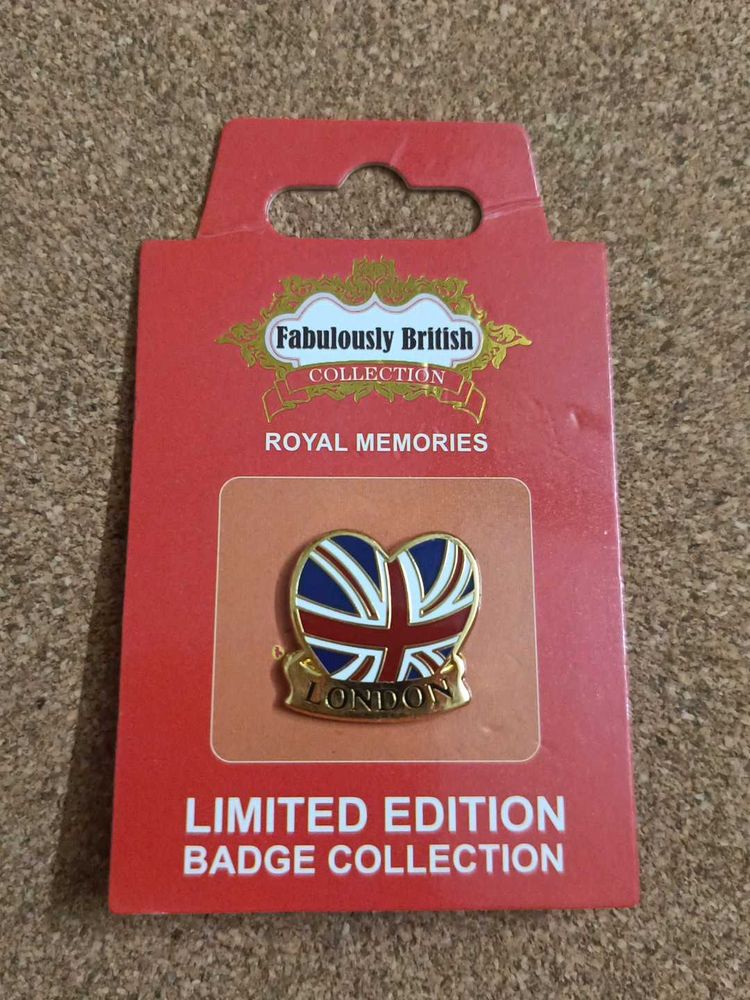 Fabulously British
COLLECTION
ROYAL MEMORIES
LONDON
LIMITED EDITION
BADGE COLLECTION